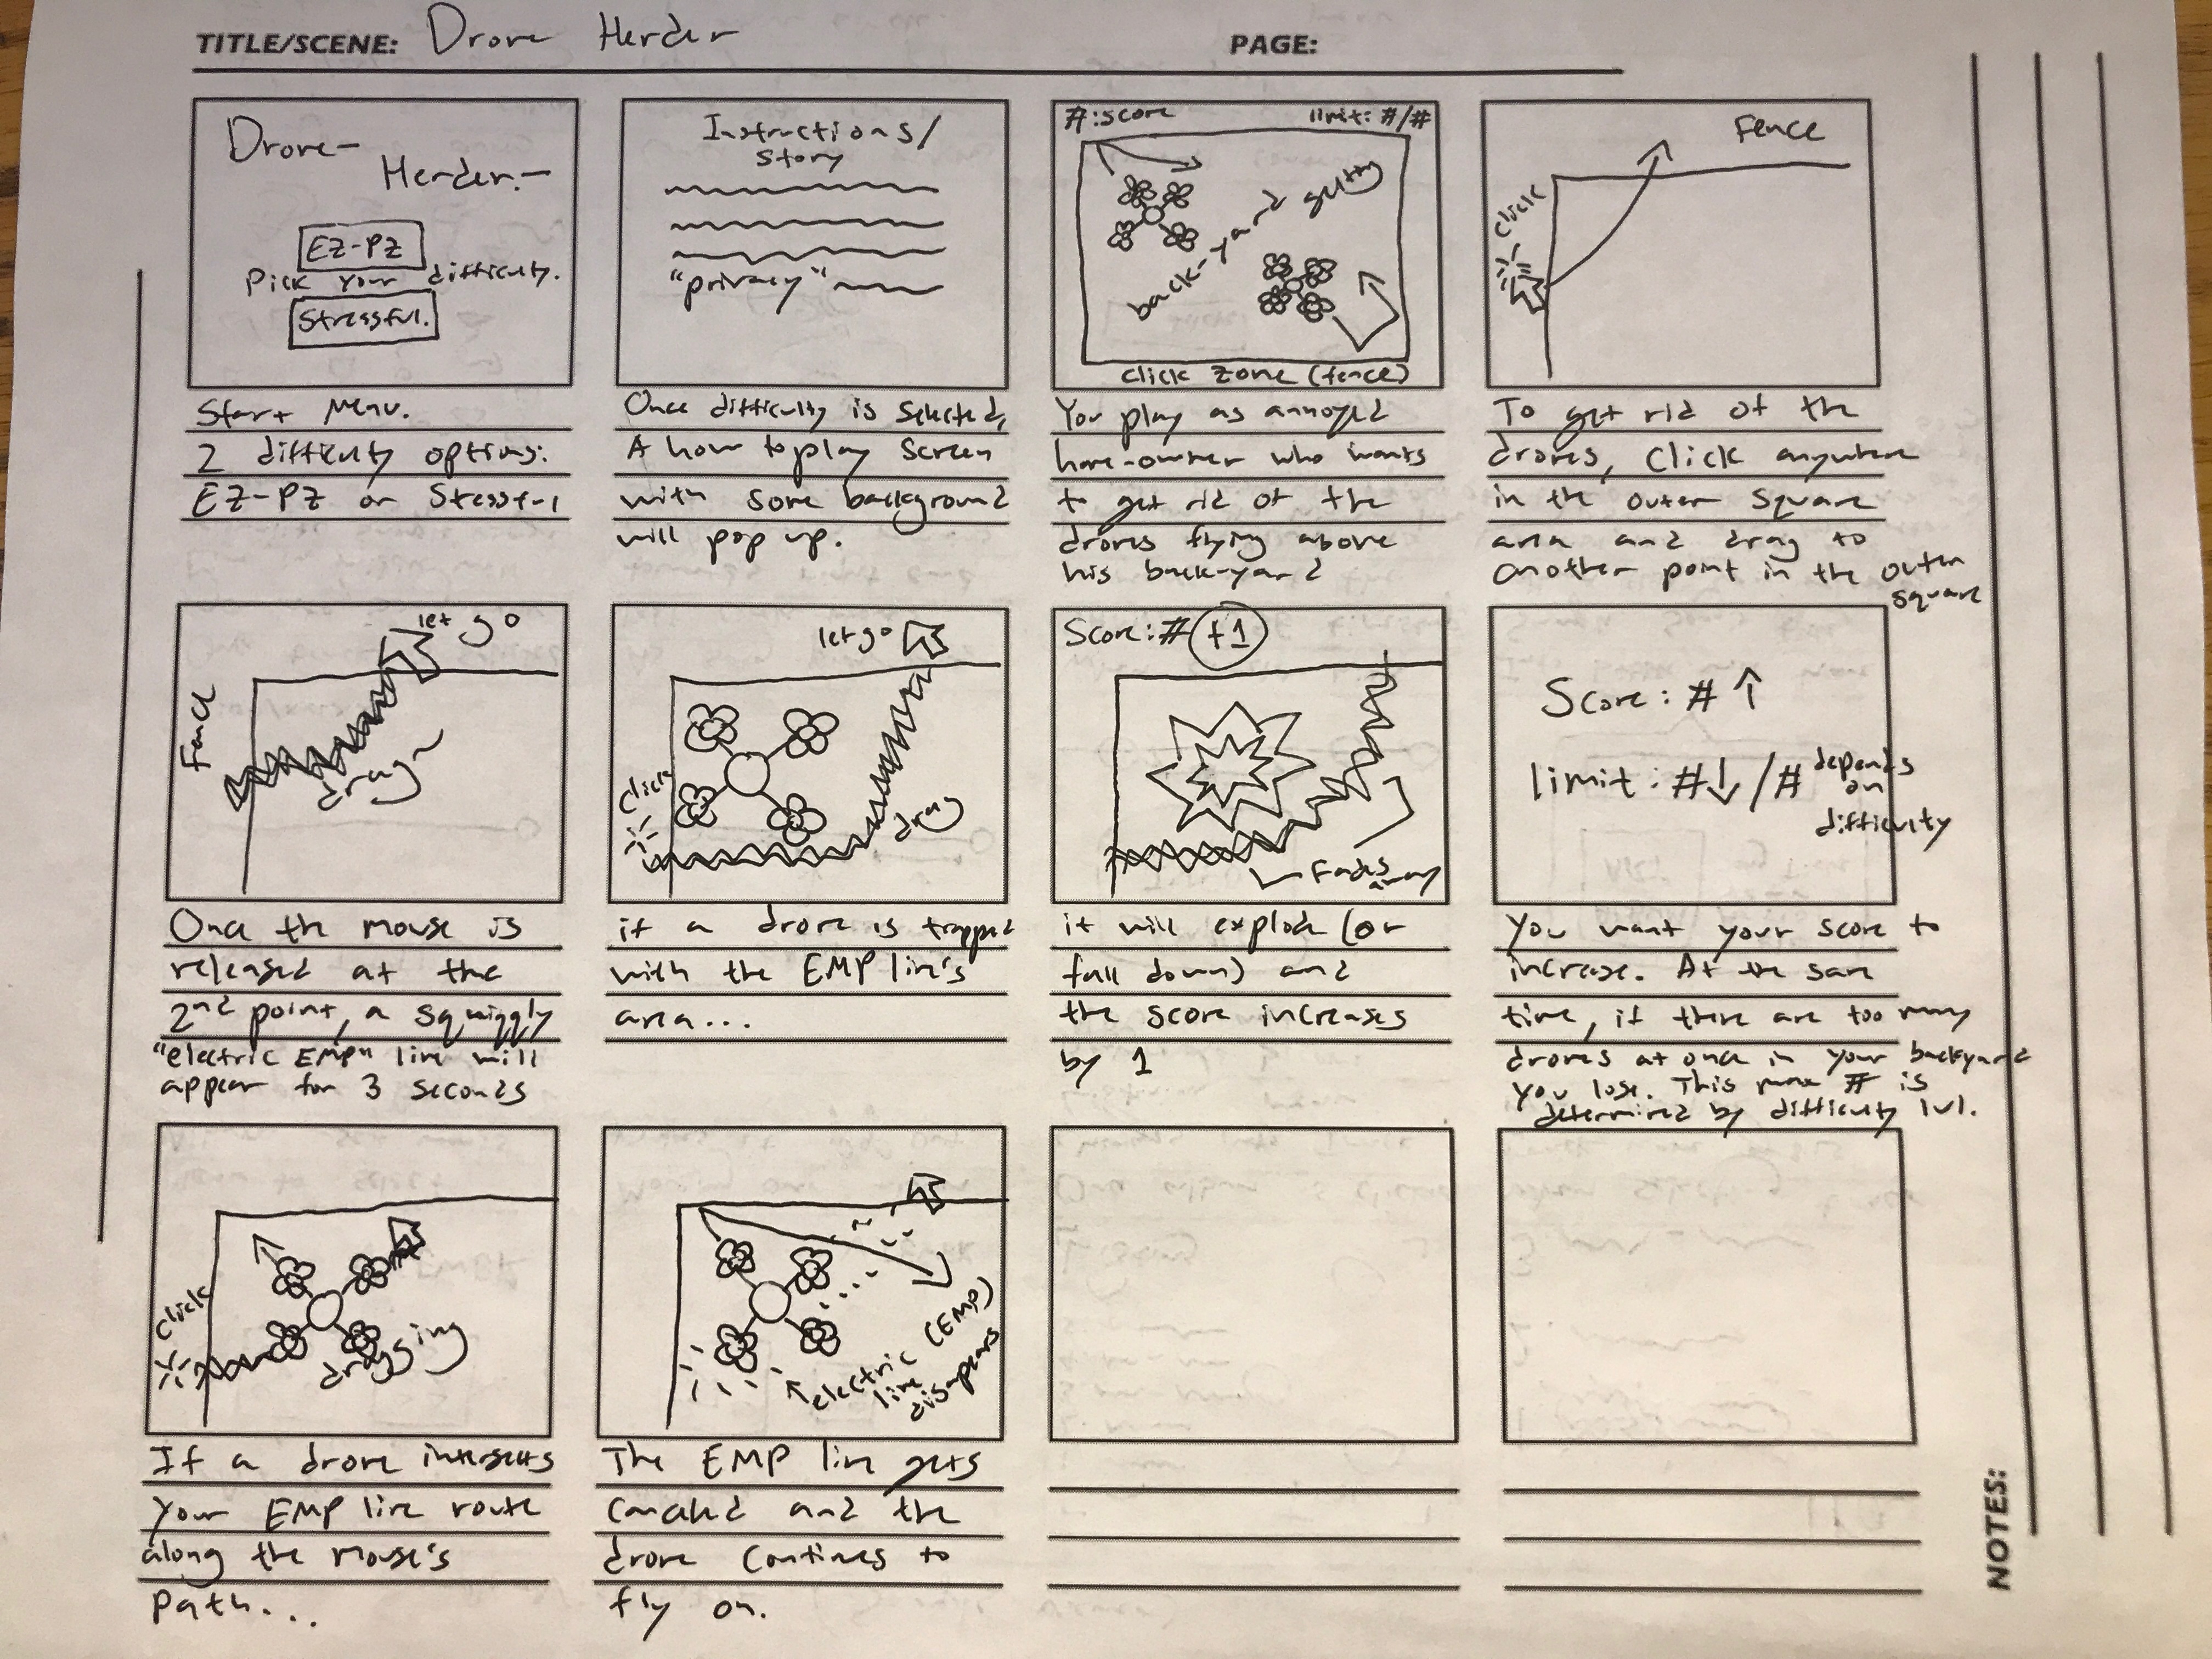 TITLE/SCENE: Drone Herder
PAGE:
Drone-
Herder.-
EZ-PZ
Pick your difficulty.
Stressful.
Start Menu.
2 difficulty options:
EZ-PZ or Stressful
Instructions/
Story
"privacy"
Once difficulty is selected,
A how to play screen
with some background
will pop up.
#:score
limit:#/#
click zone (fence)
You play as annoyed
home-owner who wants
to get rid of the
drones flying above
his backyard
Fence
click
To get rid of the
drones, Click anywhere
in the outer square
area and drag to
another point in the outer
square
let go
drag
Once the mouse is
released at the
2nd point, a squiggly
"electric EMP" line will
appear for 3 seconds
let go
click
drag
if a drone is trapped
with the EMP line's
area...
Score:# +1
Fades
away
it will explode (or
fall down) and
the score increases
by 1
Score:# ↑
limit:#↓/# depends
on
difficulty
You want your score to
increase. At the same
time, if there are too many
drones at once in your backyard
you lose. This max # is
determined by difficulty lvl.
click
dragging
If a drone intersects
your EMP line route
along the mouse's
path...
electric (EMP)
line disappears
The EMP line gets
canceled and the
drone continues to
fly on.
NOTES: